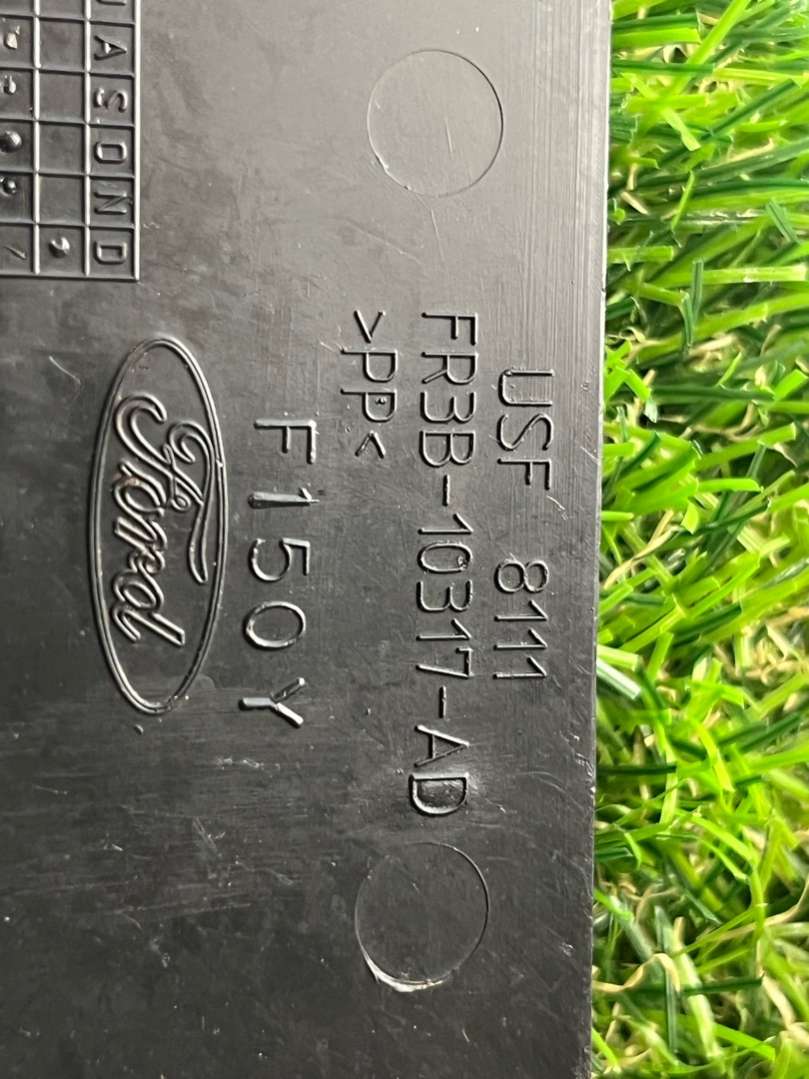 USF 8111
FR3B-10317-AD
>PP<
F150Y
Ford
J A S O N D